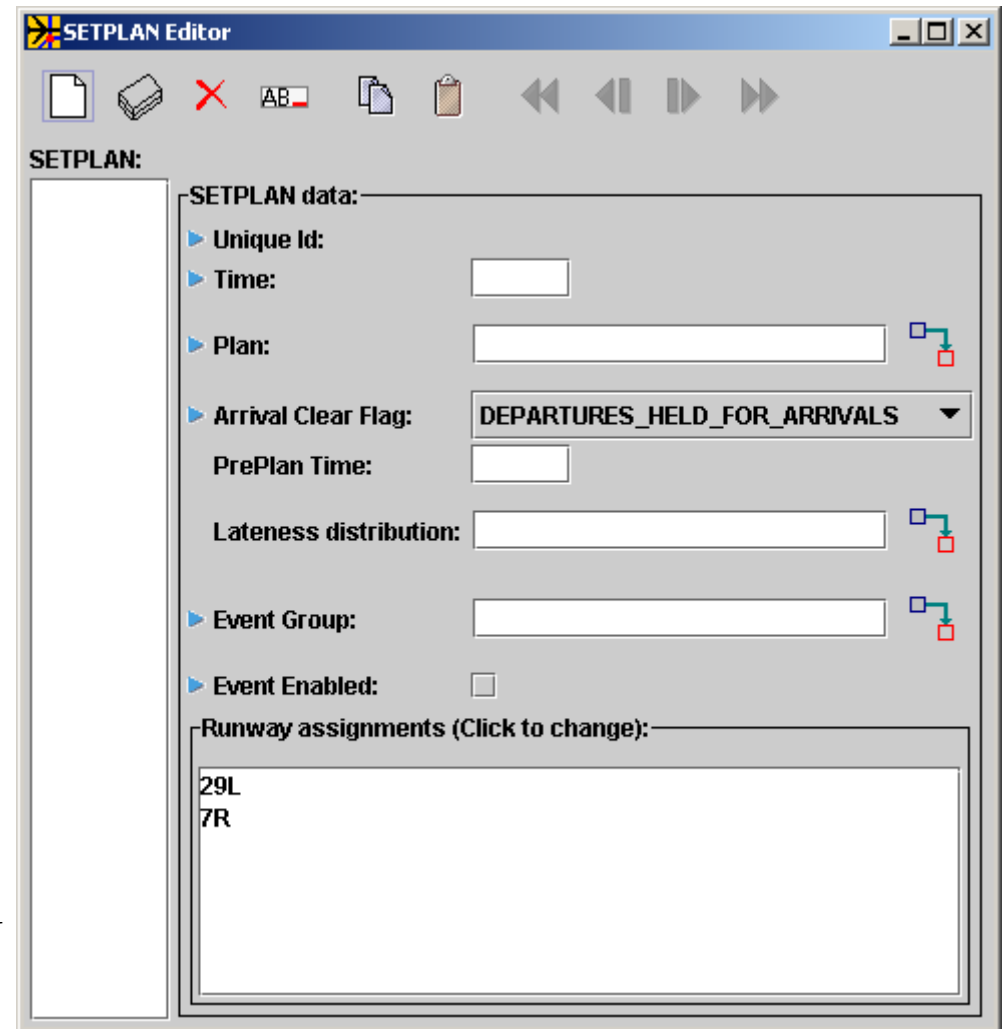 SETPLAN Editor
AB
SETPLAN:
SETPLAN data:
Unique Id:
Time:
Plan:
Arrival Clear Flag: DEPARTURES_HELD_FOR_ARRIVALS
PrePlan Time:
Lateness distribution:
Event Group:
Event Enabled:
Runway assignments (Click to change):
29L
7R